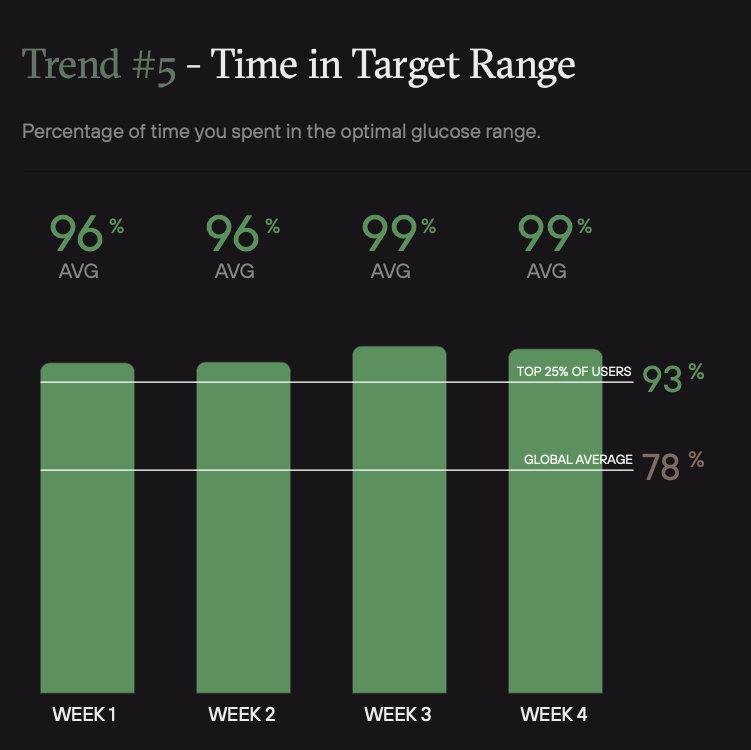 Trend #5 - Time in Target Range
Percentage of time you spent in the optimal glucose range.
96 % 96 % 99 % 99 %
AVG AVG AVG AVG
TOP 25% OF USERS 93 %
GLOBAL AVERAGE 78 %
WEEK 1 WEEK 2 WEEK 3 WEEK 4